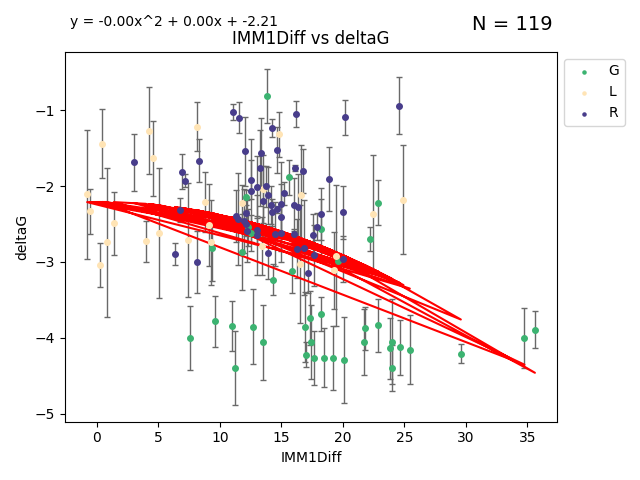 y = -0.00x^2 + 0.00x + -2.21
N = 119
IMM1Diff vs deltaG
G
L
R
deltaG
−1
−2
−3
−4
−5
0 5 10 15 20 25 30 35
IMM1Diff